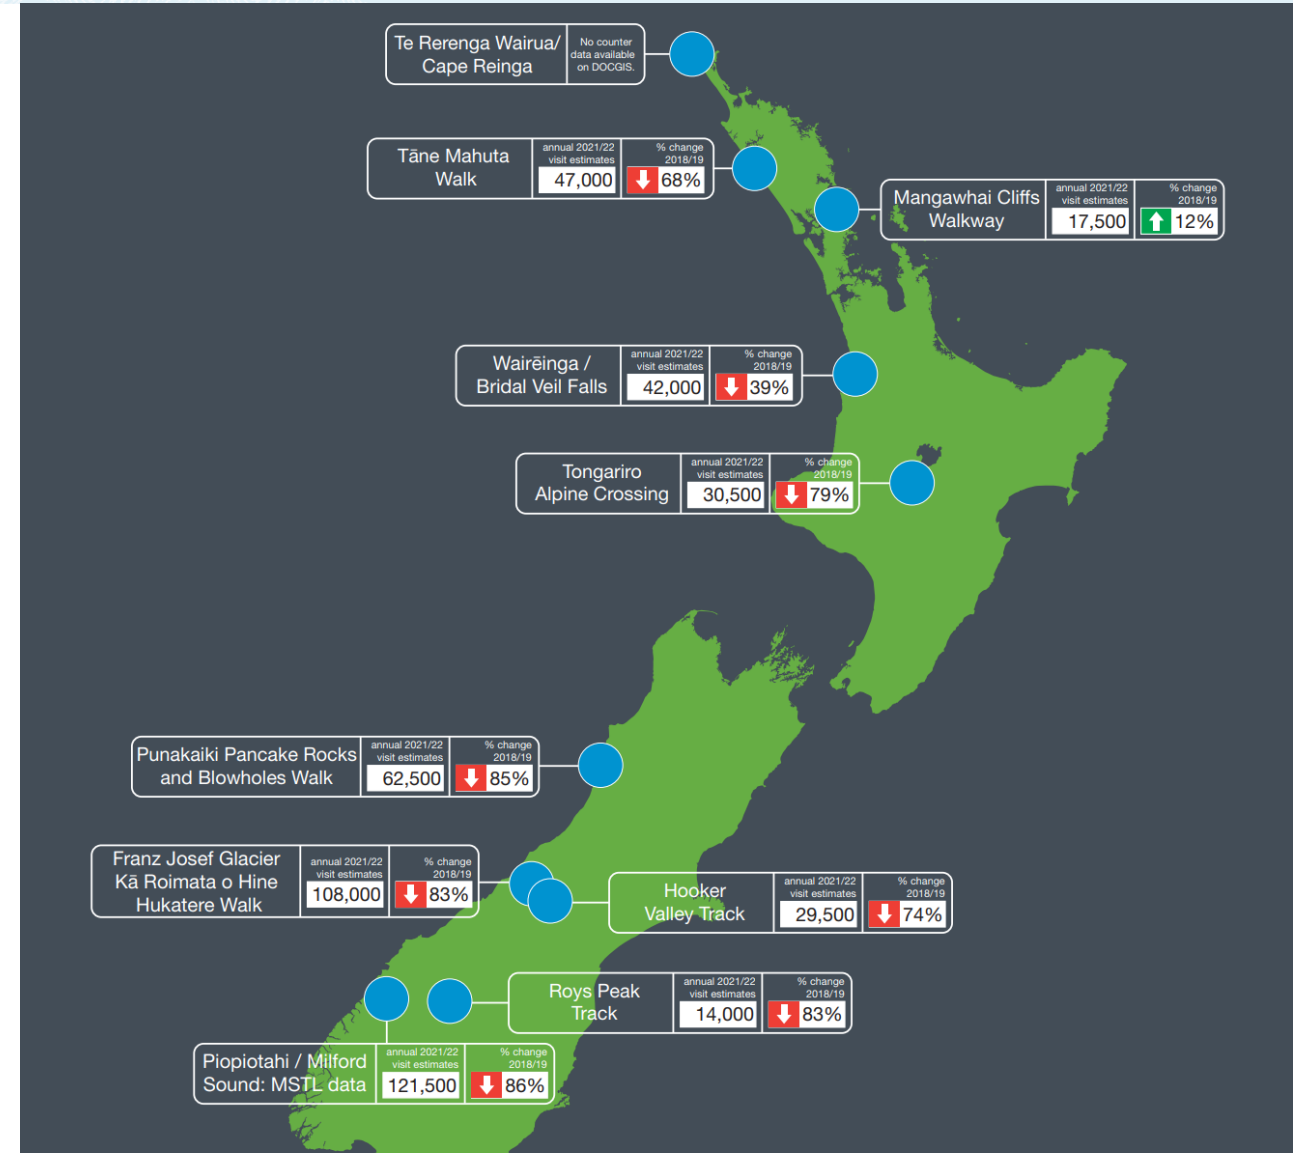 Te Rerenga Wairua/
Cape Reinga
No counter
data available
on DOCGIS.
Tāne Mahuta
Walk
annual 2021/22
visit estimates
47,000
% change
2018/19
68%
Mangawhai Cliffs
Walkway
annual 2021/22
visit estimates
17,500
% change
2018/19
12%
Wairēinga /
Bridal Veil Falls
annual 2021/22
visit estimates
42,000
% change
2018/19
39%
Tongariro
Alpine Crossing
annual 2021/22
visit estimates
30,500
% change
2018/19
79%
Punakaiki Pancake Rocks
and Blowholes Walk
annual 2021/22
visit estimates
62,500
% change
2018/19
85%
Franz Josef Glacier
Kā Roimata o Hine
Hukatere Walk
annual 2021/22
visit estimates
108,000
% change
2018/19
83%
Hooker
Valley Track
annual 2021/22
visit estimates
29,500
% change
2018/19
74%
Roys Peak
Track
annual 2021/22
visit estimates
14,000
% change
2018/19
83%
Piopiotahi / Milford
Sound: MSTL data
annual 2021/22
visit estimates
121,500
% change
2018/19
86%